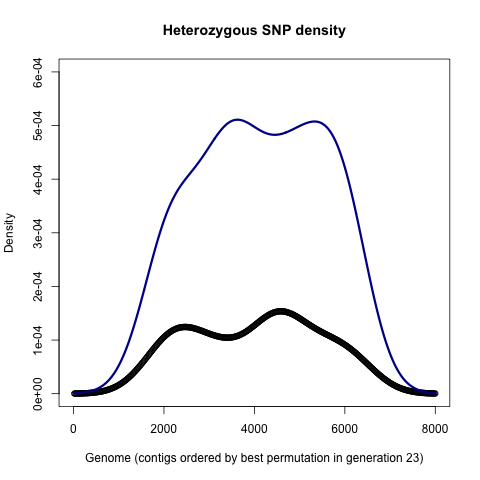 Heterozygous SNP density
Density
6e-04
5e-04
4e-04
3e-04
2e-04
1e-04
0e+00
0 2000 4000 6000 8000
Genome (contigs ordered by best permutation in generation 23)